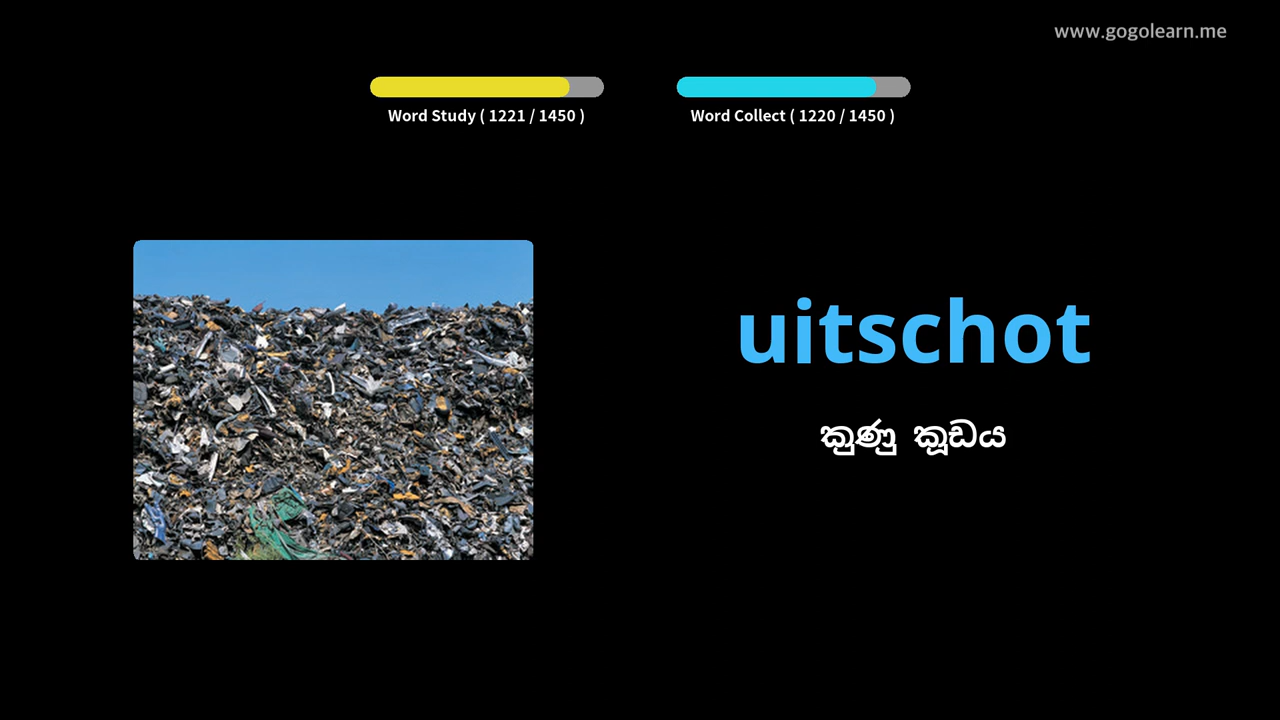 www.gogolearn.me
Word Study ( 1221 / 1450 )
Word Collect ( 1220 / 1450 )
uitschot
කුණු කූඩය